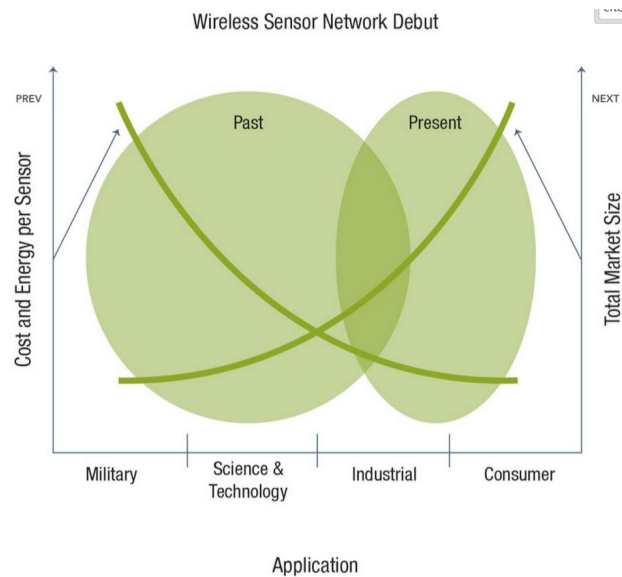 Wireless Sensor Network Debut
PREV
NEXT
Past
Present
Cost and Energy per Sensor
Total Market Size
Military
Science &
Technology
Industrial
Consumer
Application